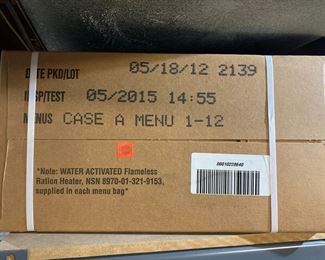 DATE PKD/LOT 05/18/12 2139
INSP/TEST 05/2015 14:55
MENUS CASE A MENU 1-12
*Note: WATER ACTIVATED Flameless
Ration Heater, NSN 8970-01-321-9153,
supplied in each menu bag*